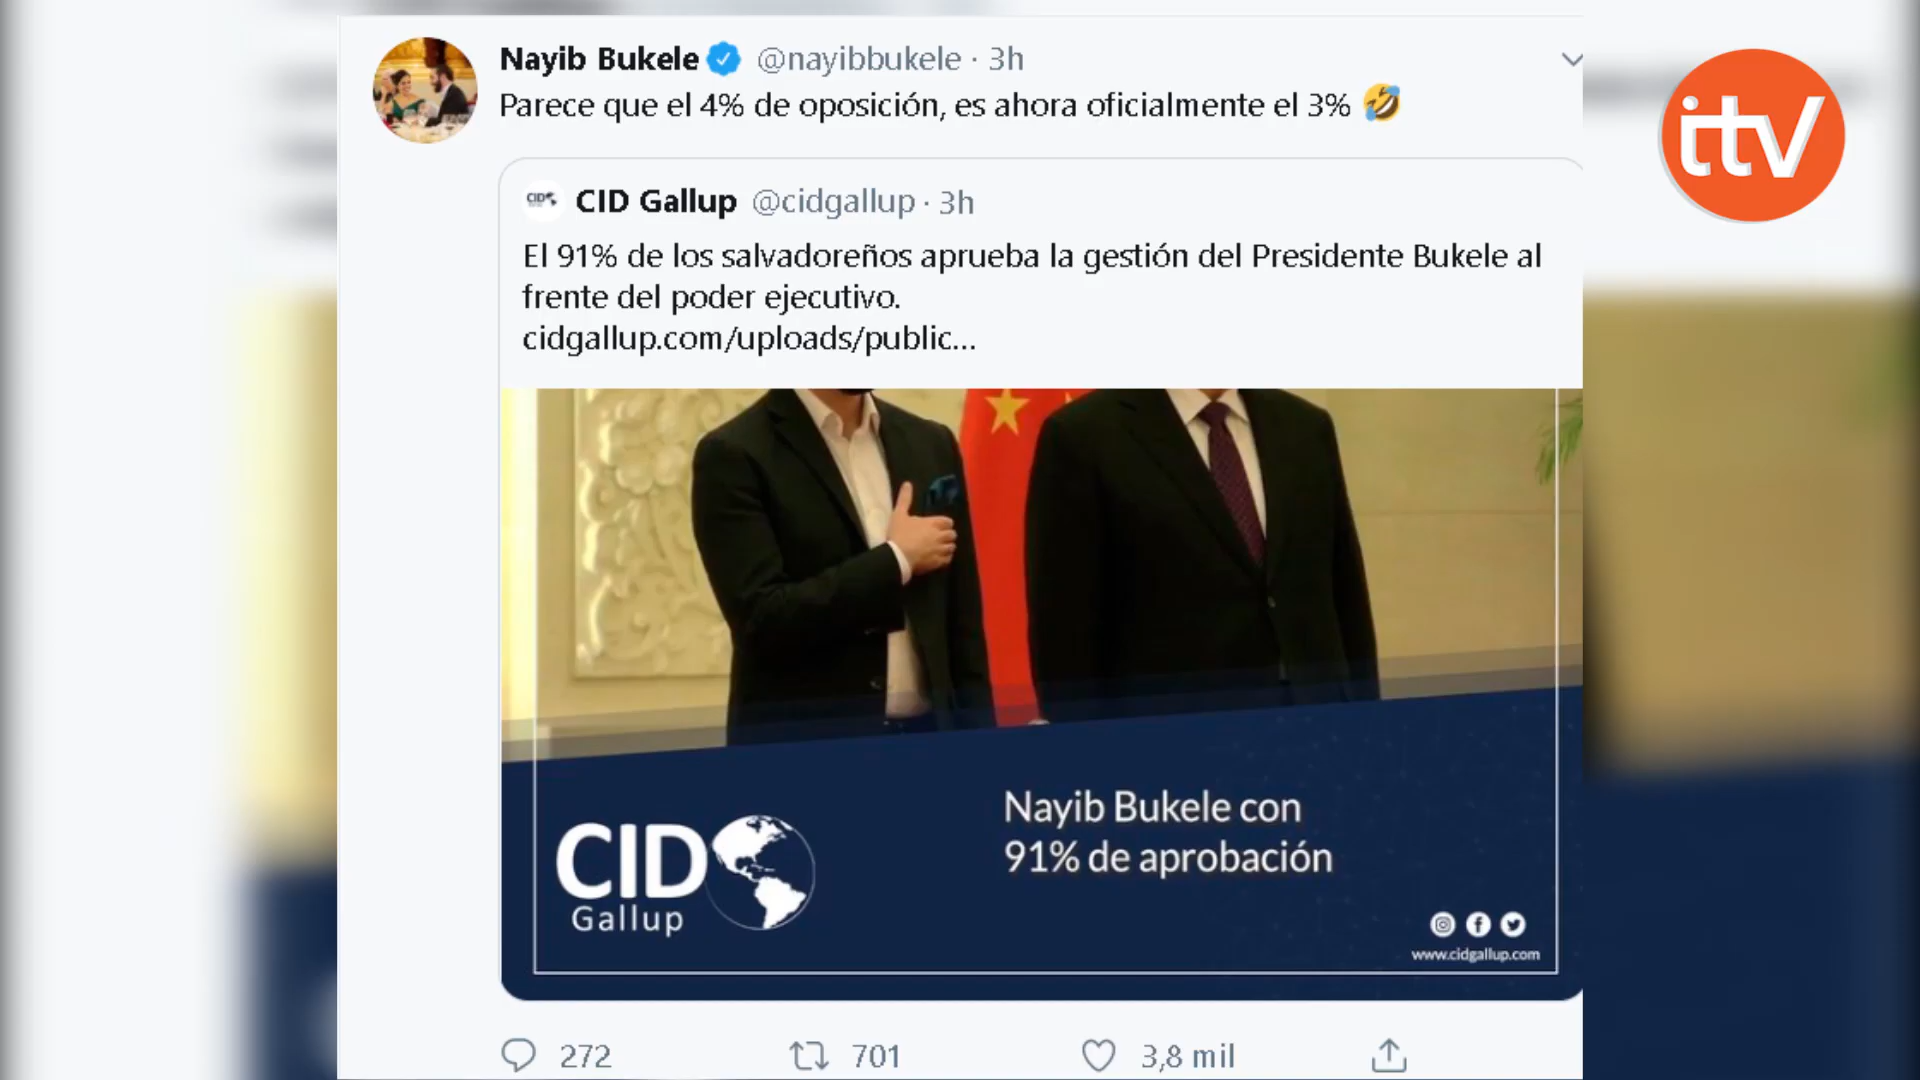 Nayib Bukele @nayibbukele · 3h
Parece que el 4% de oposición, es ahora oficialmente el 3% 🤣
itv
CID CID Gallup @cidgallup · 3h
El 91% de los salvadoreños aprueba la gestión del Presidente Bukele al
frente del poder ejecutivo.
cidgallup.com/uploads/public...
Nayib Bukele con
91% de aprobación
CID
Gallup
www.cidgallup.com
272 701 3,8 mil